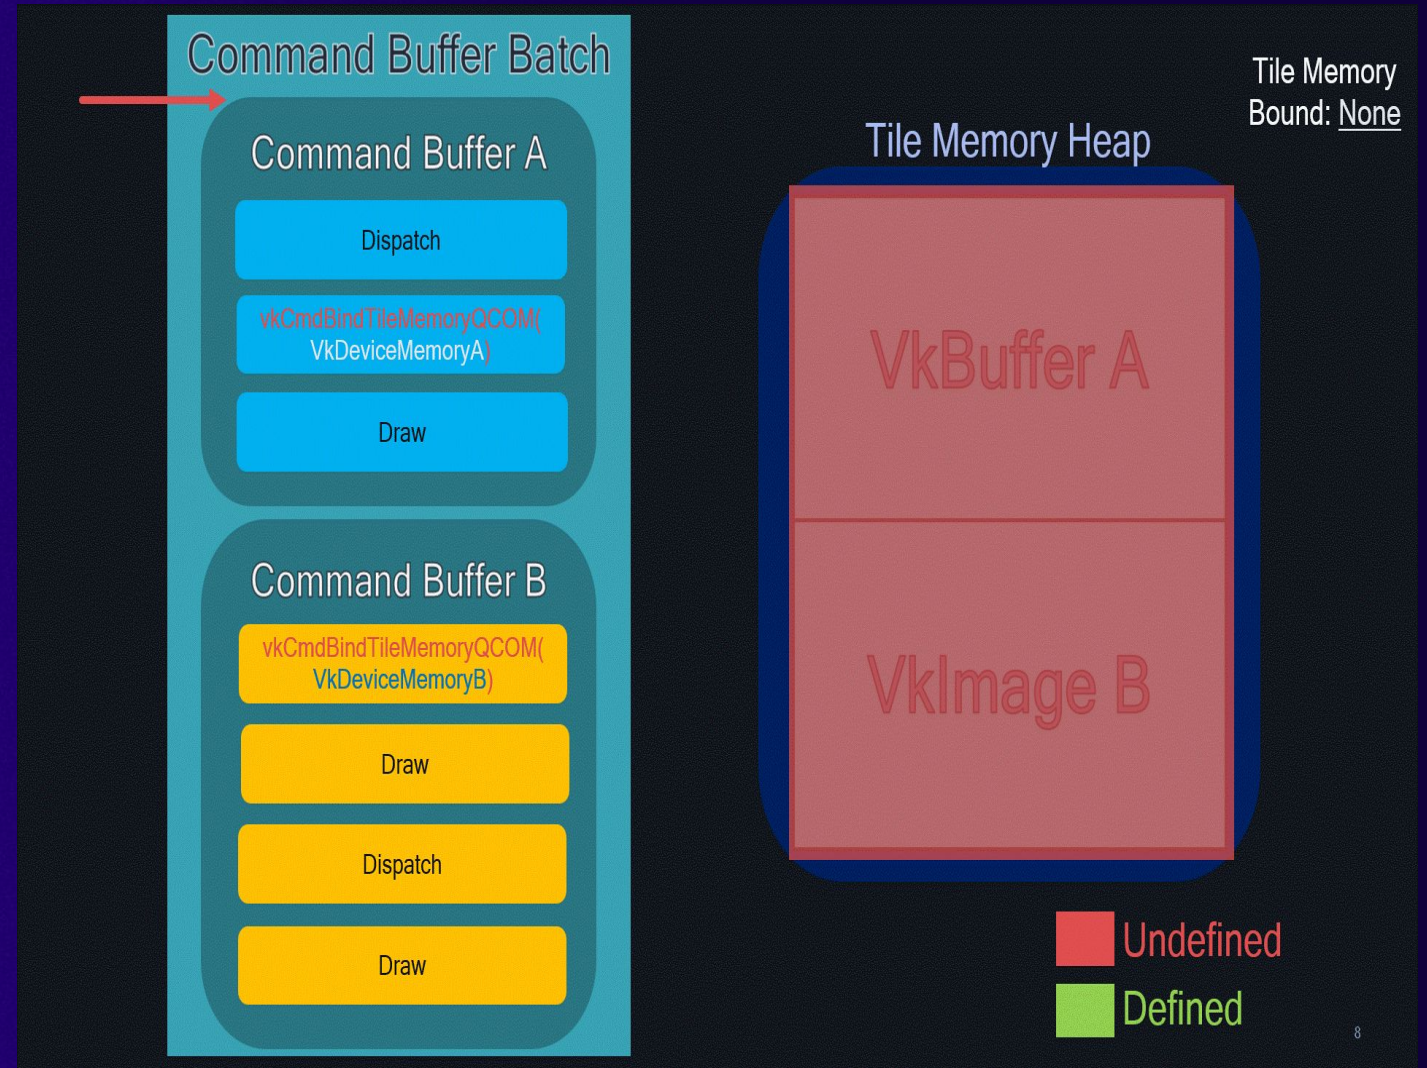 Command Buffer Batch
Command Buffer A
Dispatch
vkCmdBindTileMemoryQCOM(
VkDeviceMemoryA)
Draw
Command Buffer B
vkCmdBindTileMemoryQCOM(
VkDeviceMemoryB)
Draw
Dispatch
Draw
Tile Memory Heap
VkBuffer A
VkImage B
Tile Memory
Bound: None
Undefined
Defined
8